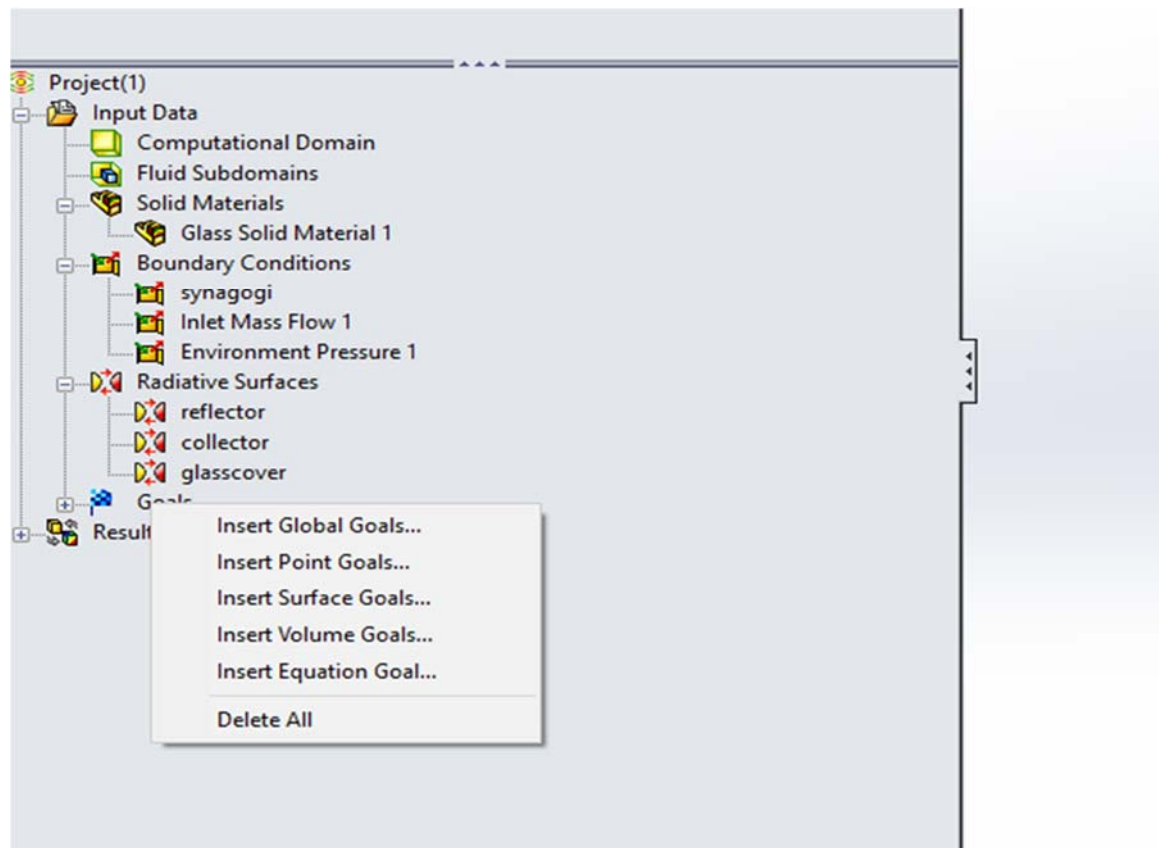 Project(1)
Input Data
Computational Domain
Fluid Subdomains
Solid Materials
Glass Solid Material 1
Boundary Conditions
synagogi
Inlet Mass Flow 1
Environment Pressure 1
Radiative Surfaces
reflector
collector
glasscover
Goals
Insert Global Goals...
Insert Point Goals...
Insert Surface Goals...
Insert Volume Goals...
Insert Equation Goal...
Delete All